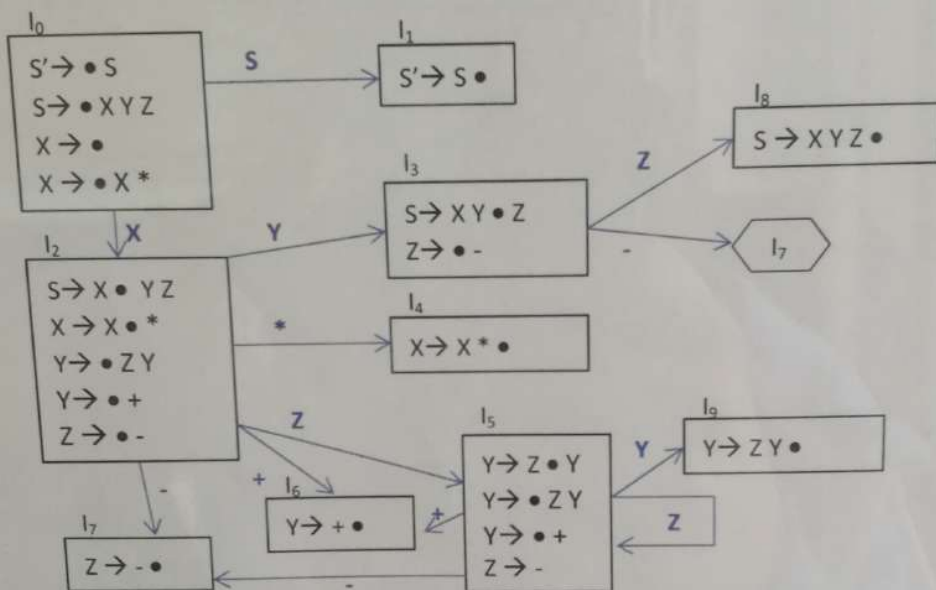 I₀
S'→ • S
S→ • X Y Z
X → •
X → • X *
S
I₁
S'→ S •
X
I₂
S→ X • Y Z
X → X • *
Y→ • Z Y
Y→ • +
Z → • -
Y
I₃
S→ X Y • Z
Z→ • -
Z
I₈
S → X Y Z •
-
I₇
*
I₄
X→ X * •
Z
I₅
Y→ Z • Y
Y→ • Z Y
Y→ • +
Z → -
Y
I₉
Y→ Z Y •
Z
+
I₆
Y→ + •
+
-
I₇
Z → - •
-